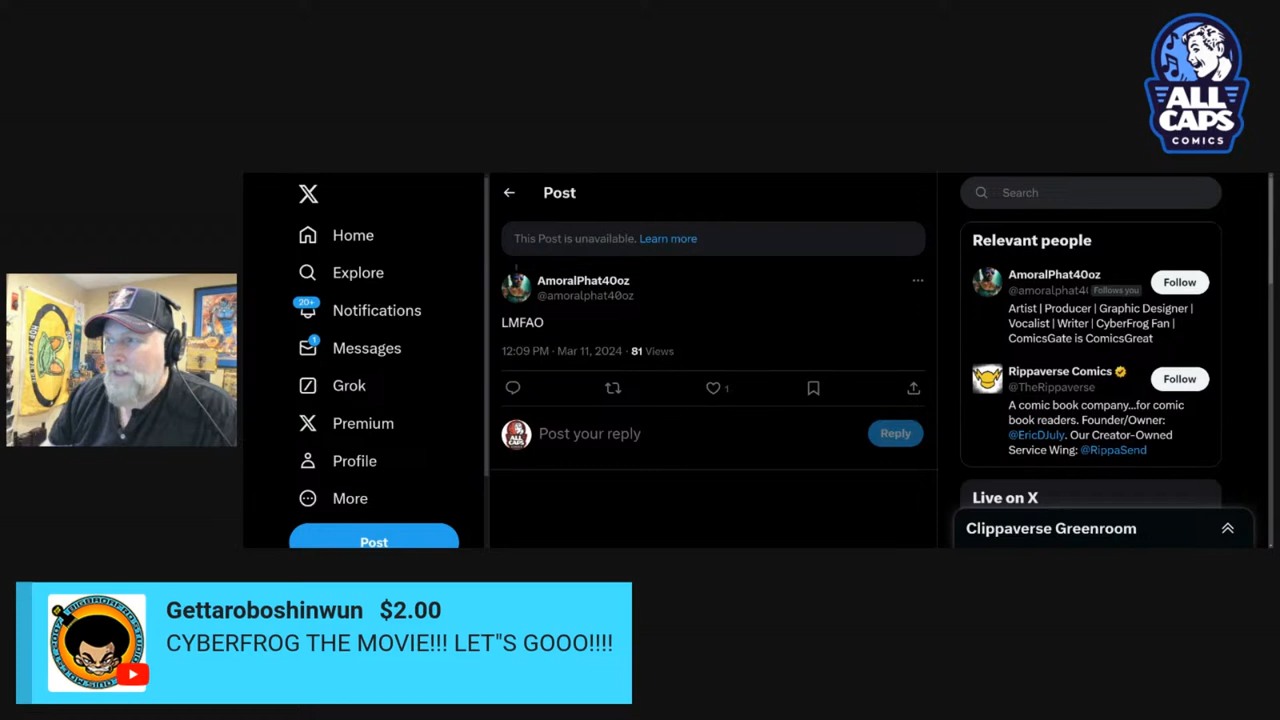 ALL
CAPS
COMICS
Post
Search
Home
Explore
20+
Notifications
1
Messages
Grok
Premium
Profile
More
Post
This Post is unavailable. Learn more
AmoralPhat40oz
@amoralphat40oz
LMFAO
12:09 PM · Mar 11, 2024 · 81 Views
1
ALL
CAPS
Post your reply
Reply
Relevant people
AmoralPhat40oz
@amoralphat4( Follows you
Follow
Artist | Producer | Graphic Designer |
Vocalist | Writer | CyberFrog Fan |
ComicsGate is ComicsGreat
Rippaverse Comics
@TheRippaverse
Follow
A comic book company...for comic
book readers. Founder/Owner:
@EricDJuly. Our Creator-Owned
Service Wing: @RippaSend
Live on X
Clippaverse Greenroom
Gettaroboshinwun $2.00
CYBERFROG THE MOVIE!!! LET"S GOOO!!!!